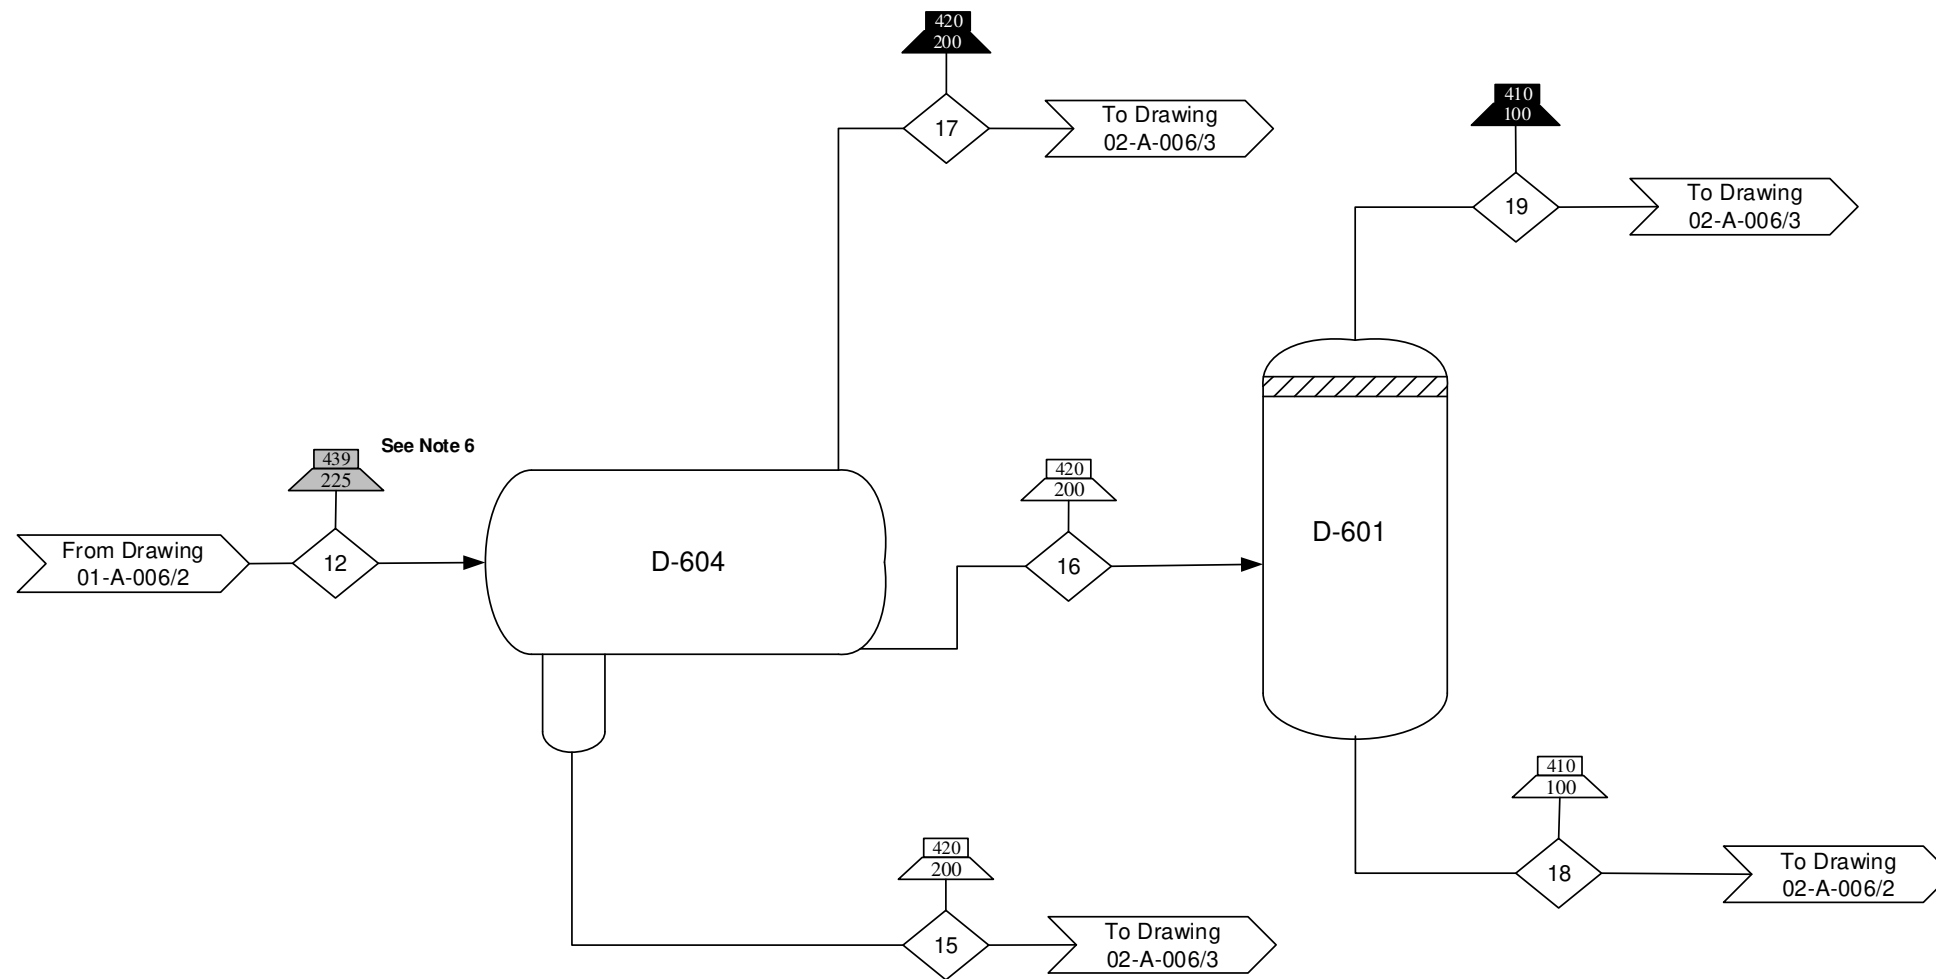 420
200
17
To Drawing
02-A-006/3
410
100
19
To Drawing
02-A-006/3
See Note 6
439
225
From Drawing
01-A-006/2
12
D-604
420
200
16
D-601
410
100
18
To Drawing
02-A-006/2
420
200
15
To Drawing
02-A-006/3